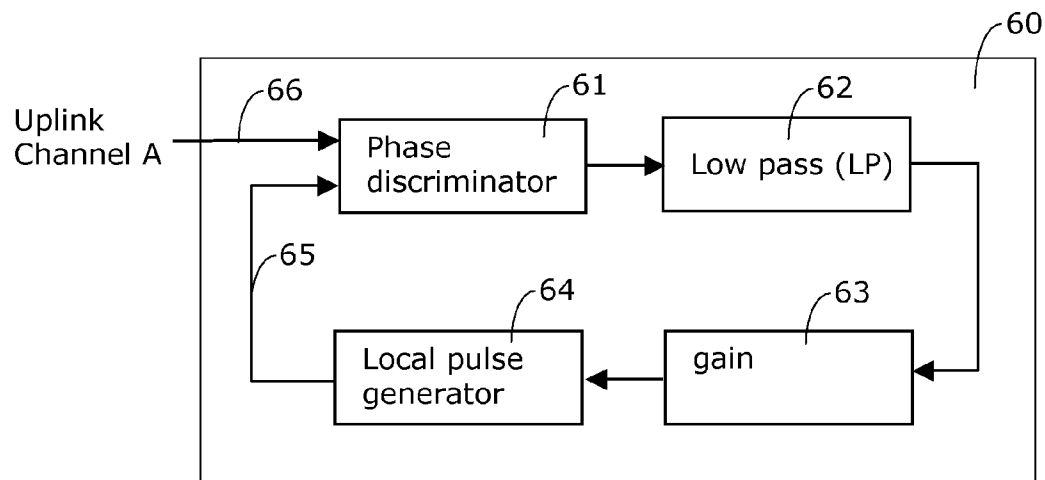 60
66
61
62
Uplink
Channel A
Phase
discriminator
Low pass (LP)
65
64
63
Local pulse
generator
gain